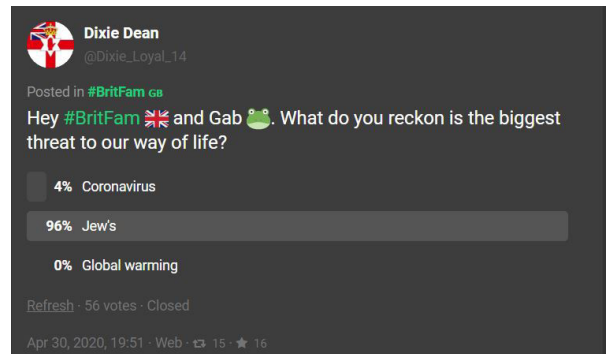 Dixie Dean
@Dixie_Loyal_14
Posted in #BritFam GB
Hey #BritFam 🇬🇧 and Gab 🐸. What do you reckon is the biggest
threat to our way of life?
4% Coronavirus
96% Jew's
0% Global warming
Refresh · 56 votes · Closed
Apr 30, 2020, 19:51 · Web · 15 · ★ 16